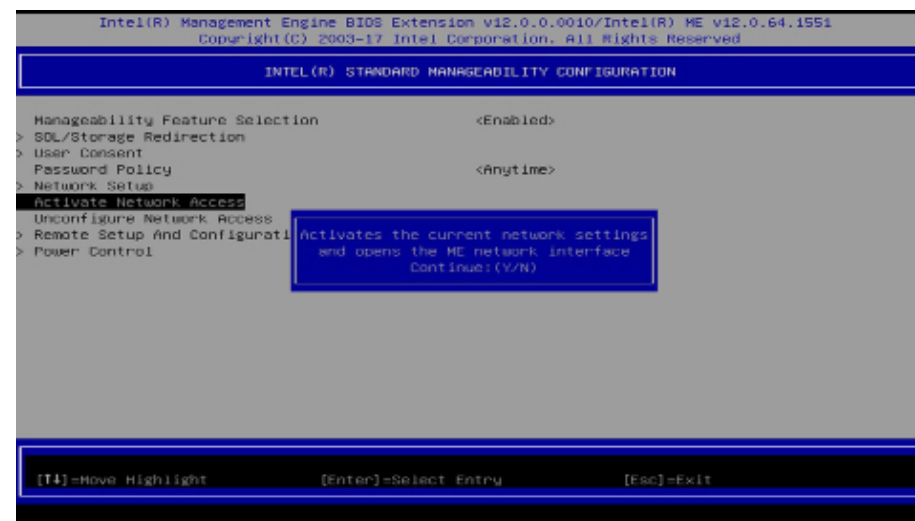 Intel(R) Management Engine BIOS Extension v12.0.0.0010/Intel(R) ME v12.0.64.1551
Copyright(C) 2003-17 Intel Corporation. All Rights Reserved
INTEL(R) STANDARD MANAGEABILITY CONFIGURATION
Manageability Feature Selection <Enabled>
> SOL/Storage Redirection
> User Consent
Password Policy <Anytime>
> Network Setup
Activate Network Access
Unconfigure Network Access
> Remote Setup And Configurati
> Power Control
Activates the current network settings
and opens the ME network interface
Continue:(Y/N)
[↑↓]=Move Highlight [Enter]=Select Entry [Esc]=Exit